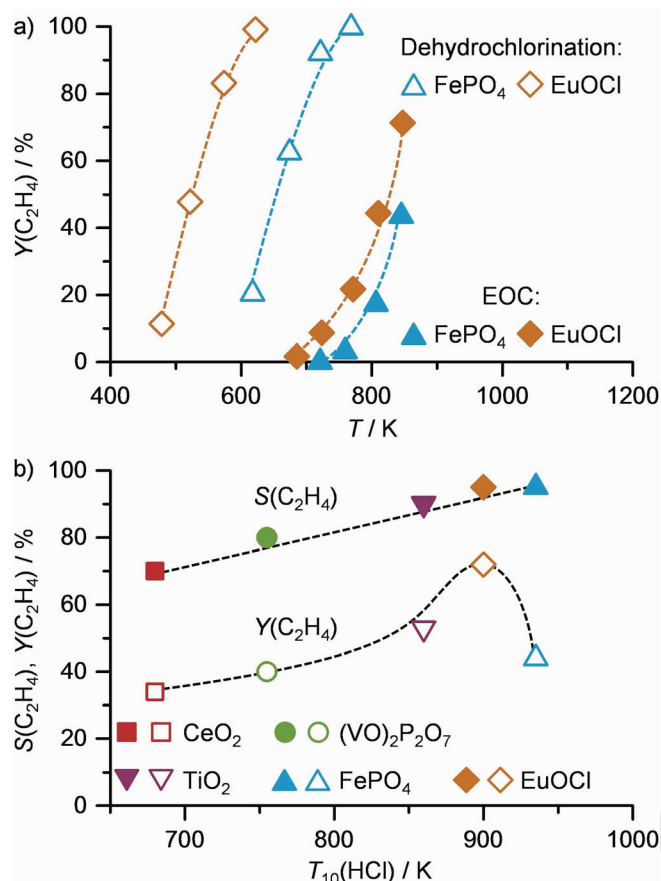 a)
100
Dehydrochlorination:
FePO₄ EuOCl
80
60
40
EOC:
20
FePO₄ EuOCl
0
Y(C₂H₄) / %
400 600 800 1000 1200
T / K
b)
100
S(C₂H₄)
80
60
Y(C₂H₄)
40
CeO₂ (VO)₂P₂O₇
20
TiO₂ FePO₄ EuOCl
0
S(C₂H₄), Y(C₂H₄) / %
700 800 900 1000
T₁₀(HCl) / K